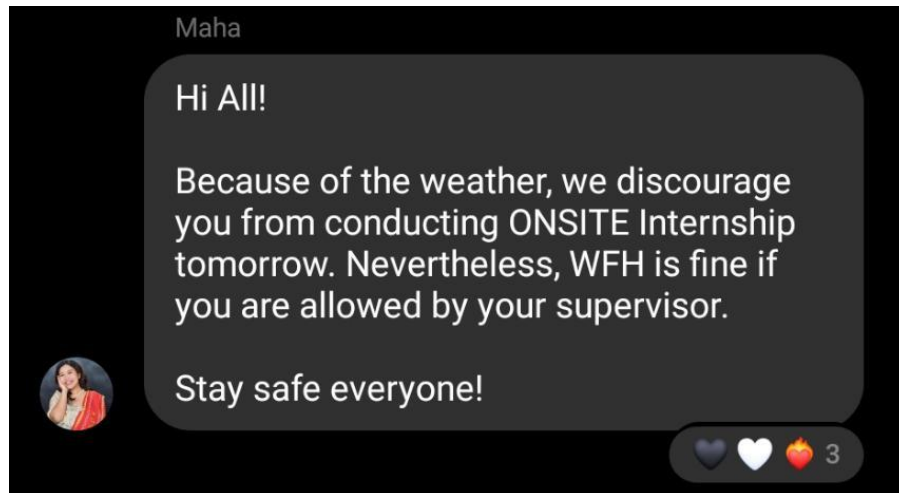 Maha
Hi All!
Because of the weather, we discourage
you from conducting ONSITE Internship
tomorrow. Nevertheless, WFH is fine if
you are allowed by your supervisor.
Stay safe everyone!
3